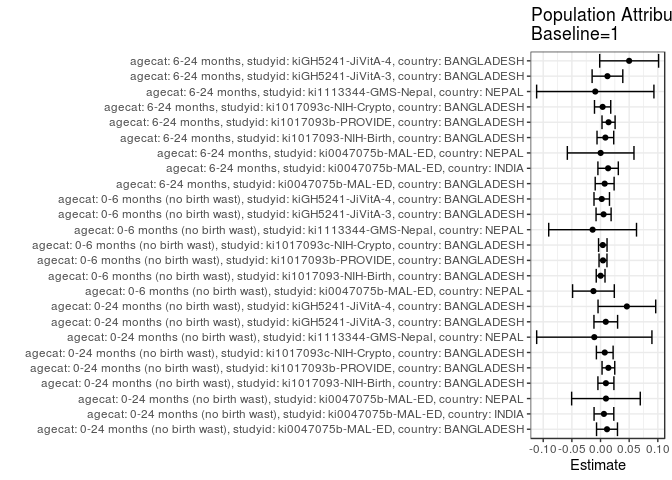 Population Attribu
Baseline=1
agecat: 6-24 months, studyid: kiGH5241-JiVitA-4, country: BANGLADESH
agecat: 6-24 months, studyid: kiGH5241-JiVitA-3, country: BANGLADESH
agecat: 6-24 months, studyid: ki1113344-GMS-Nepal, country: NEPAL
agecat: 6-24 months, studyid: ki1017093c-NIH-Crypto, country: BANGLADESH
agecat: 6-24 months, studyid: ki1017093b-PROVIDE, country: BANGLADESH
agecat: 6-24 months, studyid: ki1017093-NIH-Birth, country: BANGLADESH
agecat: 6-24 months, studyid: ki0047075b-MAL-ED, country: NEPAL
agecat: 6-24 months, studyid: ki0047075b-MAL-ED, country: INDIA
agecat: 6-24 months, studyid: ki0047075b-MAL-ED, country: BANGLADESH
agecat: 0-6 months (no birth wast), studyid: kiGH5241-JiVitA-4, country: BANGLADESH
agecat: 0-6 months (no birth wast), studyid: kiGH5241-JiVitA-3, country: BANGLADESH
agecat: 0-6 months (no birth wast), studyid: ki1113344-GMS-Nepal, country: NEPAL
agecat: 0-6 months (no birth wast), studyid: ki1017093c-NIH-Crypto, country: BANGLADESH
agecat: 0-6 months (no birth wast), studyid: ki1017093b-PROVIDE, country: BANGLADESH
agecat: 0-6 months (no birth wast), studyid: ki1017093-NIH-Birth, country: BANGLADESH
agecat: 0-6 months (no birth wast), studyid: ki0047075b-MAL-ED, country: NEPAL
agecat: 0-24 months (no birth wast), studyid: kiGH5241-JiVitA-4, country: BANGLADESH
agecat: 0-24 months (no birth wast), studyid: kiGH5241-JiVitA-3, country: BANGLADESH
agecat: 0-24 months (no birth wast), studyid: ki1113344-GMS-Nepal, country: NEPAL
agecat: 0-24 months (no birth wast), studyid: ki1017093c-NIH-Crypto, country: BANGLADESH
agecat: 0-24 months (no birth wast), studyid: ki1017093b-PROVIDE, country: BANGLADESH
agecat: 0-24 months (no birth wast), studyid: ki1017093-NIH-Birth, country: BANGLADESH
agecat: 0-24 months (no birth wast), studyid: ki0047075b-MAL-ED, country: NEPAL
agecat: 0-24 months (no birth wast), studyid: ki0047075b-MAL-ED, country: INDIA
agecat: 0-24 months (no birth wast), studyid: ki0047075b-MAL-ED, country: BANGLADESH
-0.10 -0.05 0.00 0.05 0.10
Estimate